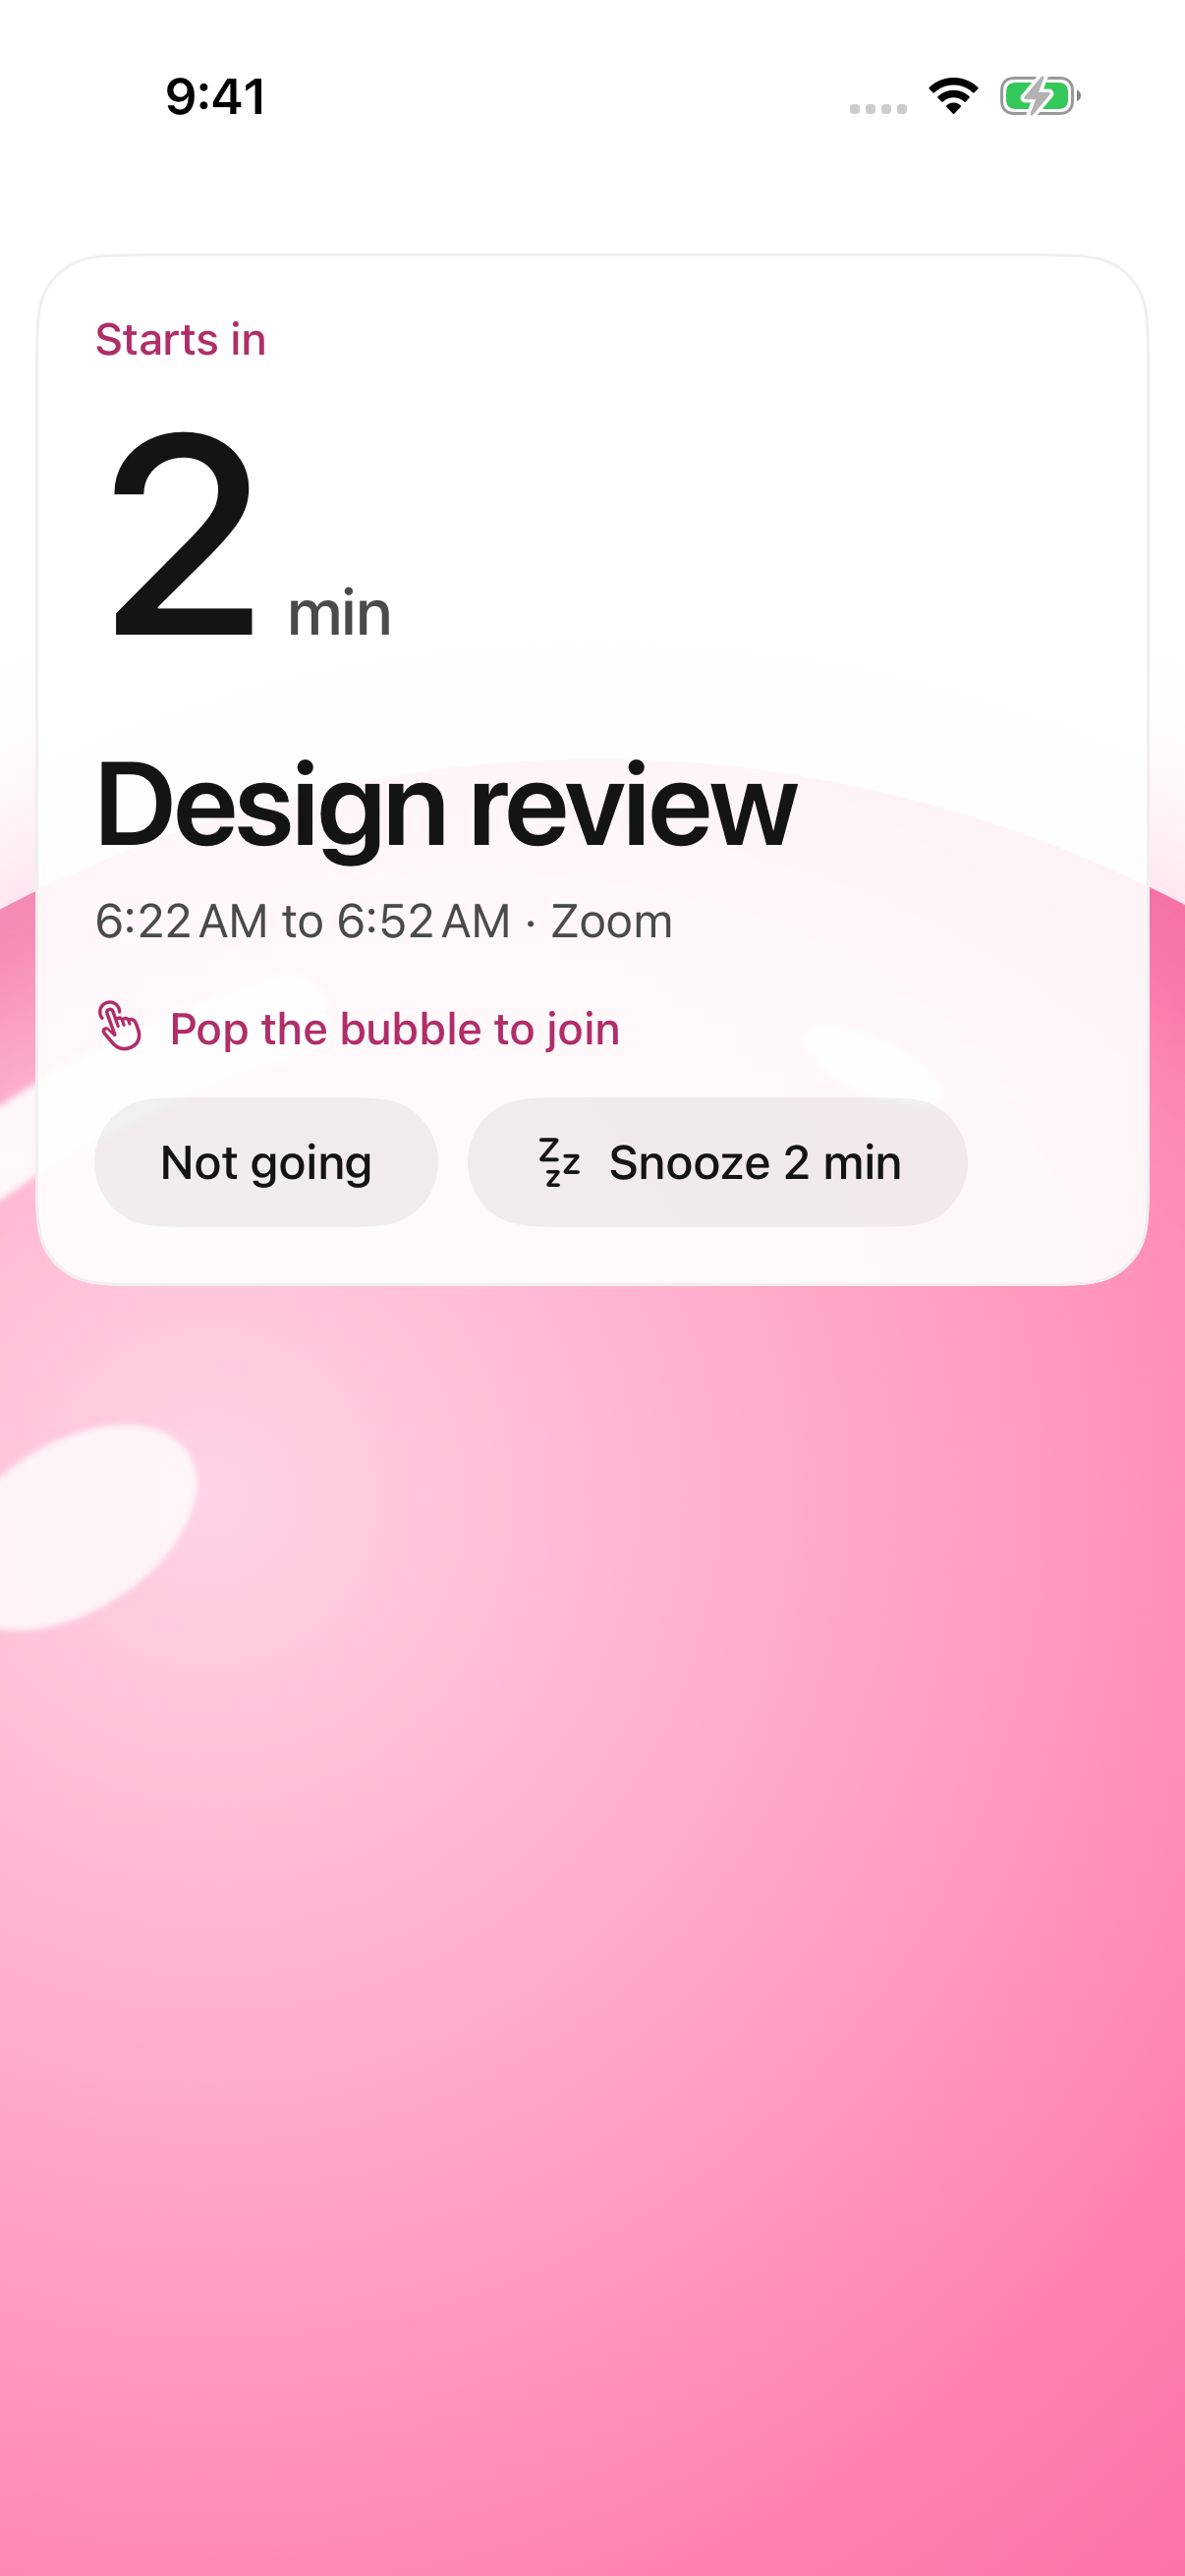 9:41
Starts in
2 min
Design review
6:22 AM to 6:52 AM · Zoom
Pop the bubble to join
Not going
Snooze 2 min